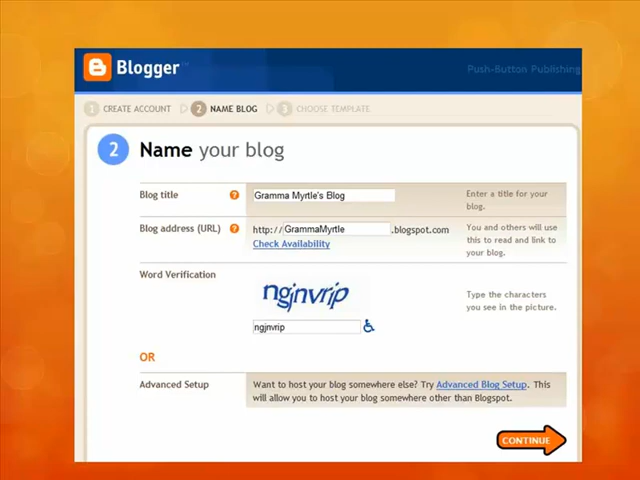 Blogger™
Push-Button Publishing
1 CREATE ACCOUNT 2 NAME BLOG 3 CHOOSE TEMPLATE
2 Name your blog
Blog title ? Gramma Myrtle's Blog
Enter a title for your
blog.
Blog address (URL) ? http:// GrammaMyrtle .blogspot.com
Check Availability
You and others will use
this to read and link to
your blog.
Word Verification
ngjnvrip
ngjnvrip
Type the characters
you see in the picture.
OR
Advanced Setup
Want to host your blog somewhere else? Try Advanced Blog Setup. This
will allow you to host your blog somewhere other than Blogspot.
CONTINUE